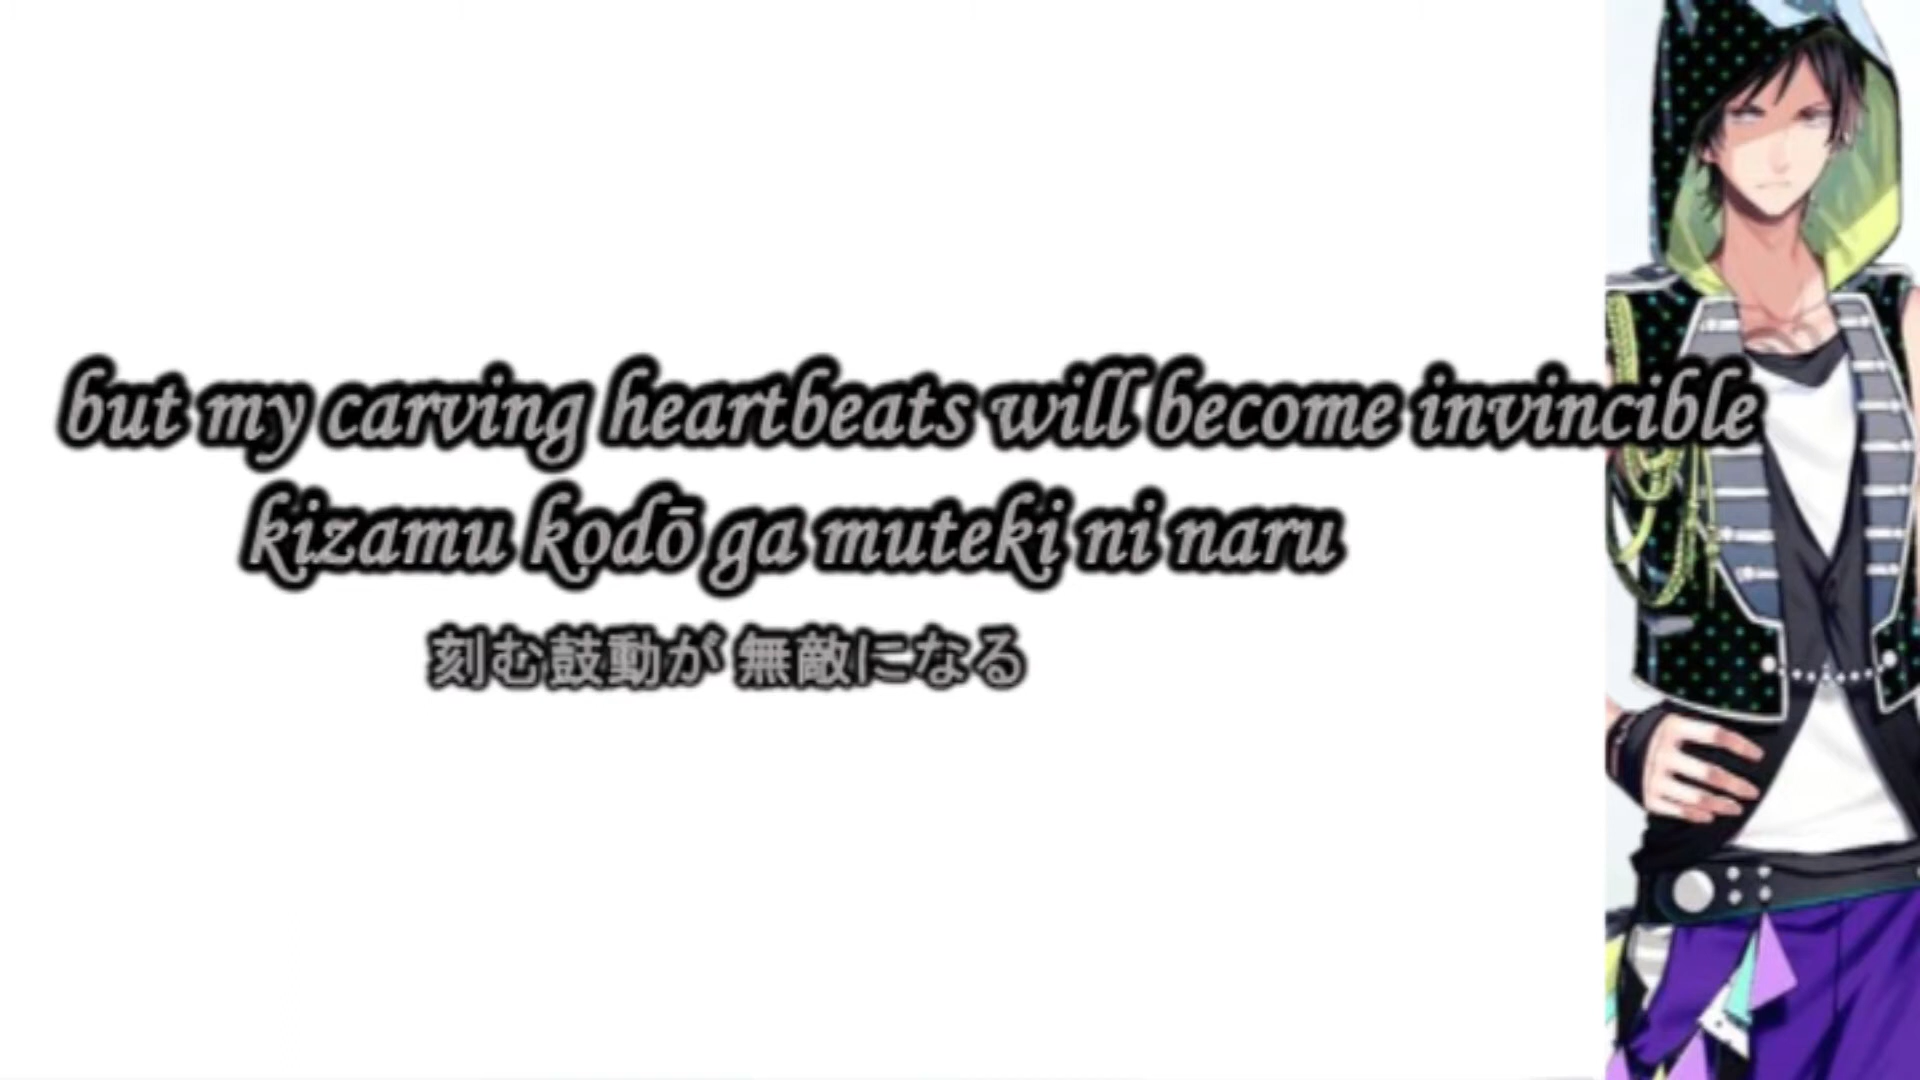 but my carving heartbeats will become invincible
kizamu kodō ga muteki ni naru
刻む鼓動が 無敵になる